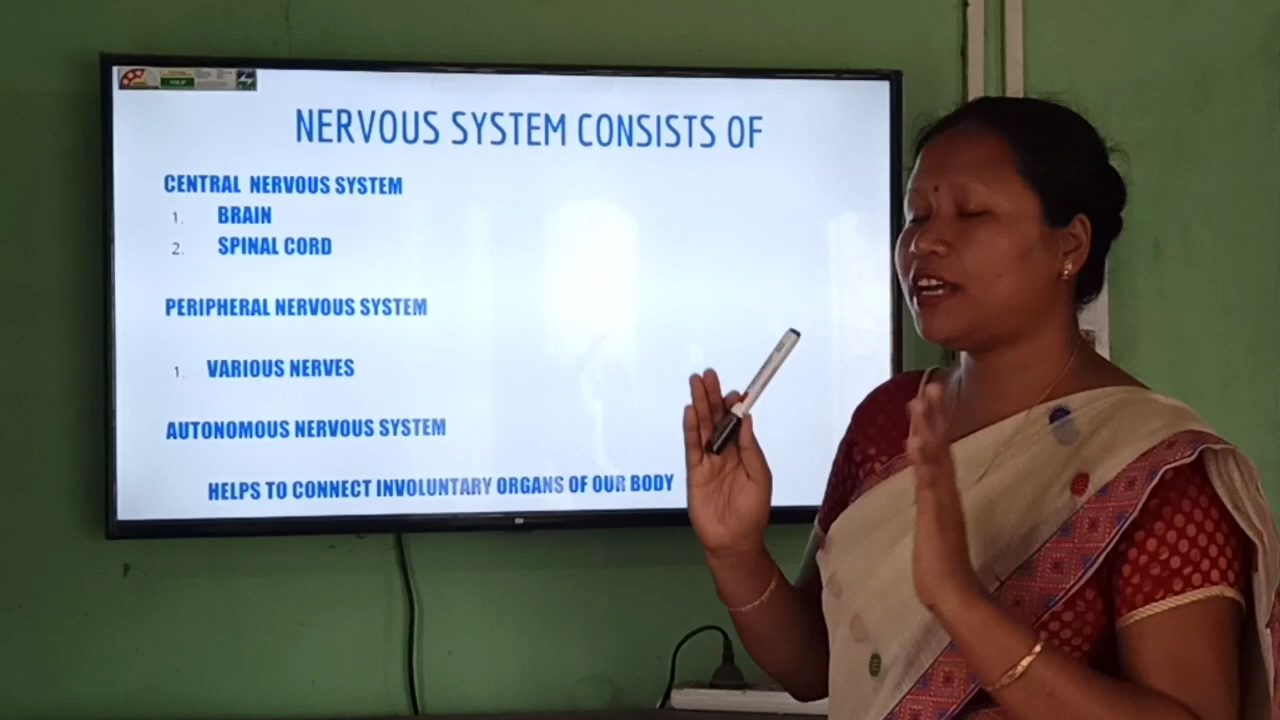 NERVOUS SYSTEM CONSISTS OF
CENTRAL NERVOUS SYSTEM
1. BRAIN
2. SPINAL CORD
PERIPHERAL NERVOUS SYSTEM
1. VARIOUS NERVES
AUTONOMOUS NERVOUS SYSTEM
HELPS TO CONNECT INVOLUNTARY ORGANS OF OUR BODY